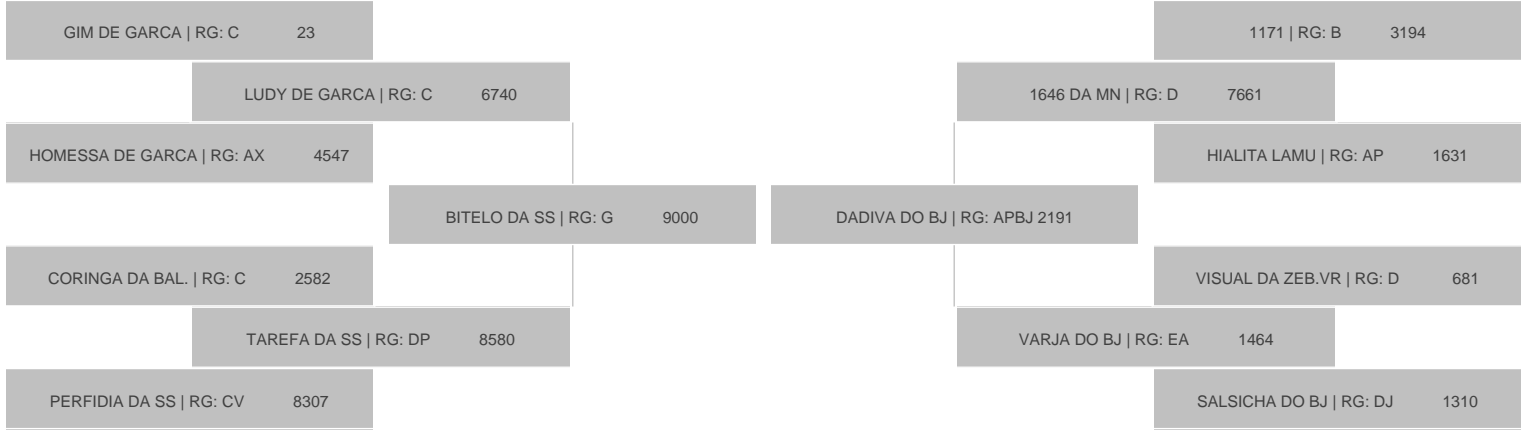 GIM DE GARCA | RG: C 23
1171 | RG: B 3194
LUDY DE GARCA | RG: C 6740
1646 DA MN | RG: D 7661
HOMESSA DE GARCA | RG: AX 4547
HIALITA LAMU | RG: AP 1631
BITELO DA SS | RG: G 9000
DADIVA DO BJ | RG: APBJ 2191
CORINGA DA BAL. | RG: C 2582
VISUAL DA ZEB.VR | RG: D 681
TAREFA DA SS | RG: DP 8580
VARJA DO BJ | RG: EA 1464
PERFIDIA DA SS | RG: CV 8307
SALSICHA DO BJ | RG: DJ 1310